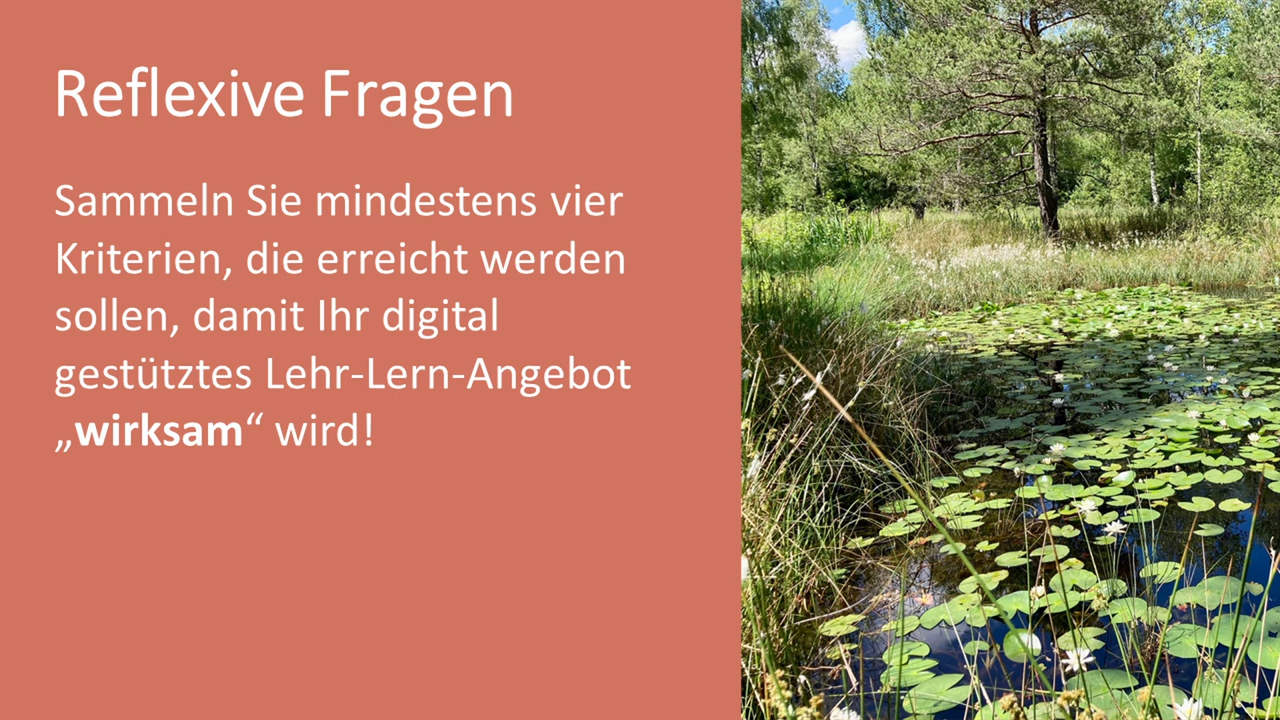 Reflexive Fragen
Sammeln Sie mindestens vier
Kriterien, die erreicht werden
sollen, damit Ihr digital
gestütztes Lehr-Lern-Angebot
„wirksam“ wird!